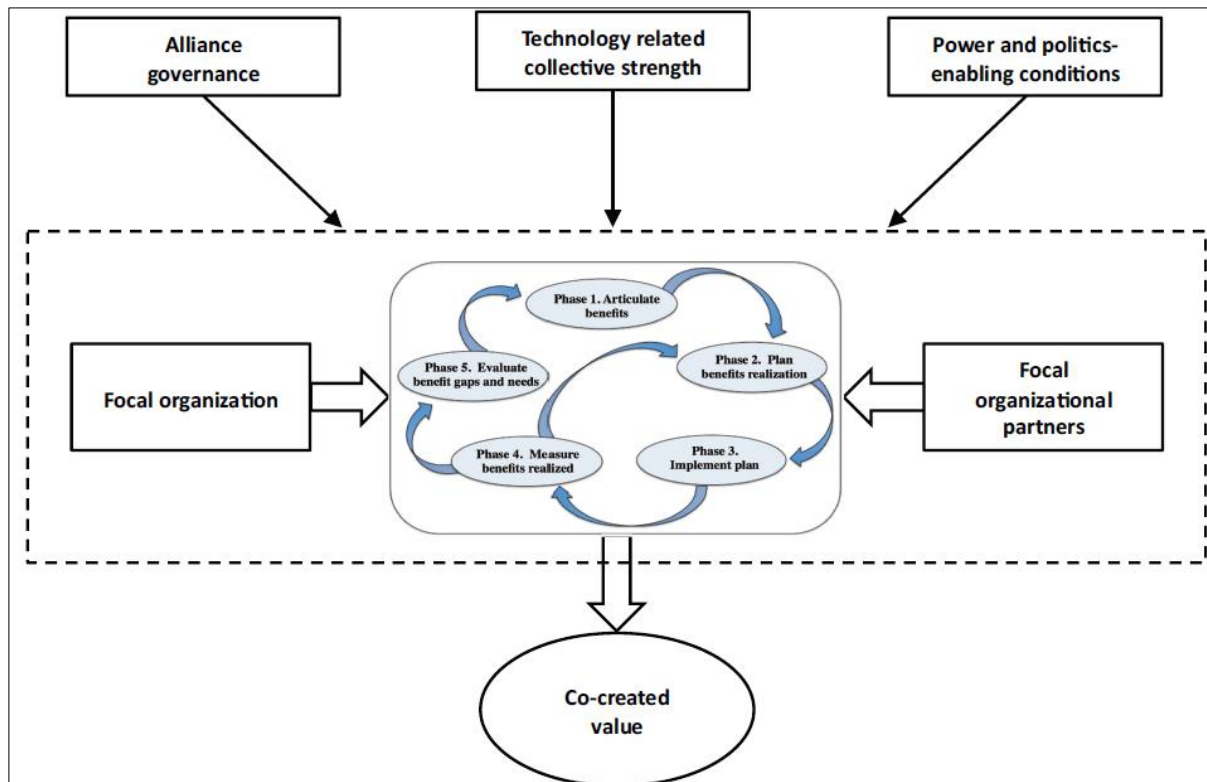 Alliance
governance
Technology related
collective strength
Power and politics-
enabling conditions
Phase 1. Articulate
benefits
Phase 5.  Evaluate
benefit gaps and needs
Phase 2.  Plan
benefits realization
Focal organization
Focal
organizational
partners
Phase 4.  Measure
benefits realized
Phase 3.
Implement plan
Co-created
value